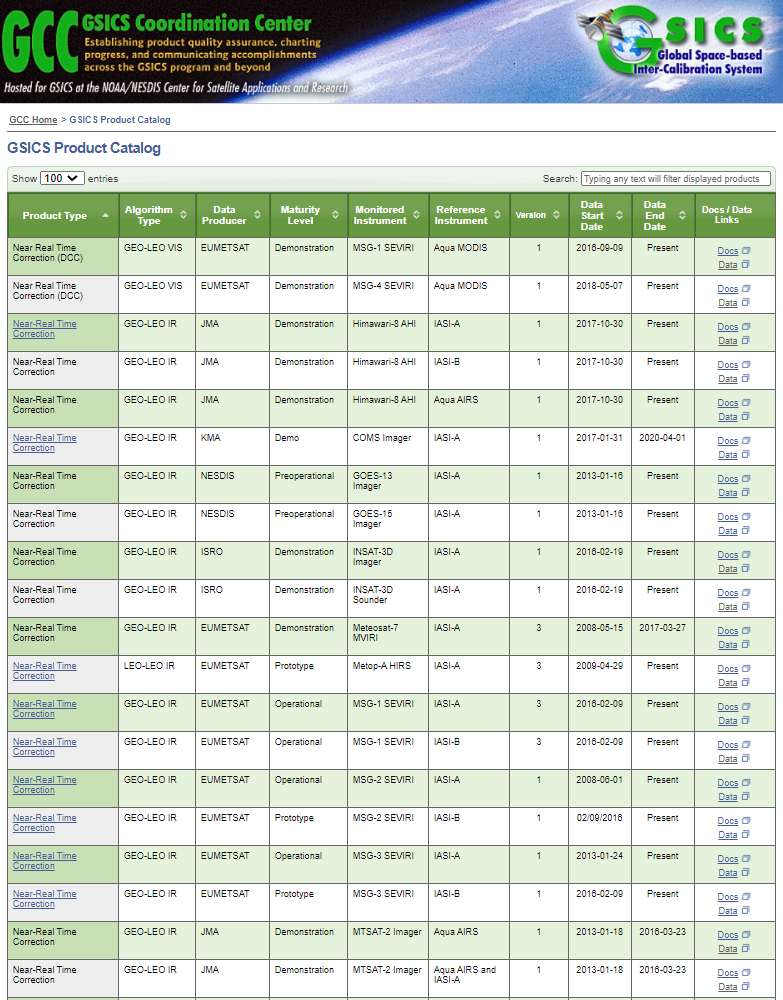 GCC GSICS Coordination Center
Establishing product quality assurance, charting
progress, and communicating accomplishments
across the GSICS program and beyond
Hosted for GSICS at the NOAA/NESDIS Center for Satellite Applications and Research
GSICS
Global Space-based
Inter-Calibration System
GCC Home > GSICS Product Catalog
GSICS Product Catalog
Show 100 entries Search: Typing any text will filter displayed products
Product Type Algorithm Type Data Producer Maturity Level Monitored Instrument Reference Instrument Version Data Start Date Data End Date Docs / Data Links
Near Real Time Correction (DCC) GEO-LEO VIS EUMETSAT Demonstration MSG-1 SEVIRI Aqua MODIS 1 2016-09-09 Present Docs Data
Near Real Time Correction (DCC) GEO-LEO VIS EUMETSAT Demonstration MSG-4 SEVIRI Aqua MODIS 1 2018-05-07 Present Docs Data
Near-Real Time Correction GEO-LEO IR JMA Demonstration Himawari-8 AHI IASI-A 1 2017-10-30 Present Docs Data
Near-Real Time Correction GEO-LEO IR JMA Demonstration Himawari-8 AHI IASI-B 1 2017-10-30 Present Docs Data
Near-Real Time Correction GEO-LEO IR JMA Demonstration Himawari-8 AHI Aqua AIRS 1 2017-10-30 Present Docs Data
Near-Real Time Correction GEO-LEO IR KMA Demo COMS Imager IASI-A 1 2017-01-31 2020-04-01 Docs Data
Near-Real Time Correction GEO-LEO IR NESDIS Preoperational GOES-13 Imager IASI-A 1 2013-01-16 Present Docs Data
Near-Real Time Correction GEO-LEO IR NESDIS Preoperational GOES-15 Imager IASI-A 1 2013-01-16 Present Docs Data
Near-Real Time Correction GEO-LEO IR ISRO Demonstration INSAT-3D Imager IASI-A 1 2016-02-19 Present Docs Data
Near-Real Time Correction GEO-LEO IR ISRO Demonstration INSAT-3D Sounder IASI-A 1 2016-02-19 Present Docs Data
Near-Real Time Correction GEO-LEO IR EUMETSAT Demonstration Meteosat-7 MVIRI IASI-A 3 2008-05-15 2017-03-27 Docs Data
Near-Real Time Correction LEO-LEO IR EUMETSAT Prototype Metop-A HIRS IASI-A 3 2009-04-29 Present Docs Data
Near-Real Time Correction GEO-LEO IR EUMETSAT Operational MSG-1 SEVIRI IASI-A 3 2016-02-09 Present Docs Data
Near-Real Time Correction GEO-LEO IR EUMETSAT Operational MSG-1 SEVIRI IASI-B 3 2016-02-09 Present Docs Data
Near-Real Time Correction GEO-LEO IR EUMETSAT Operational MSG-2 SEVIRI IASI-A 1 2008-06-01 Present Docs Data
Near-Real Time Correction GEO-LEO IR EUMETSAT Prototype MSG-2 SEVIRI IASI-B 1 02/09/2016 Present Docs Data
Near-Real Time Correction GEO-LEO IR EUMETSAT Operational MSG-3 SEVIRI IASI-A 1 2013-01-24 Present Docs Data
Near-Real Time Correction GEO-LEO IR EUMETSAT Prototype MSG-3 SEVIRI IASI-B 1 2016-02-09 Present Docs Data
Near-Real Time Correction GEO-LEO IR JMA Demonstration MTSAT-2 Imager Aqua AIRS 1 2013-01-18 2016-03-23 Docs Data
Near-Real Time Correction GEO-LEO IR JMA Demonstration MTSAT-2 Imager Aqua AIRS and IASI-A 1 2013-01-18 2016-03-23 Docs Data